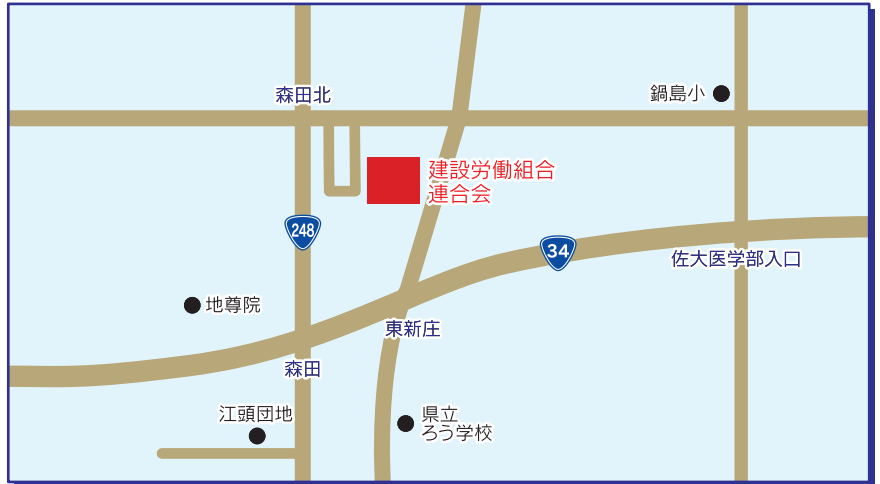 森田北
鍋島小
建設労働組合
連合会
248
34
佐大医学部入口
地尊院
東新庄
森田
江頭団地
県立
ろう学校